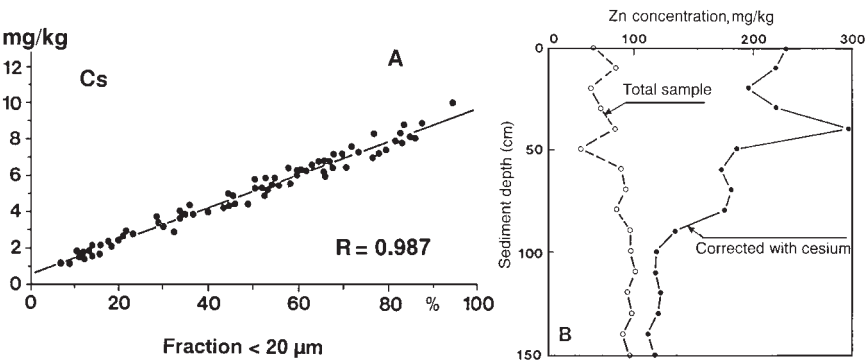 mg/kg
Cs
A
12
10
8
6
4
2
0
R = 0.987
0 20 40 60 80 % 100
Fraction < 20 µm
Zn concentration, mg/kg
0 100 200 300
0
50
100
150
Sediment depth (cm)
Total sample
Corrected with cesium
B